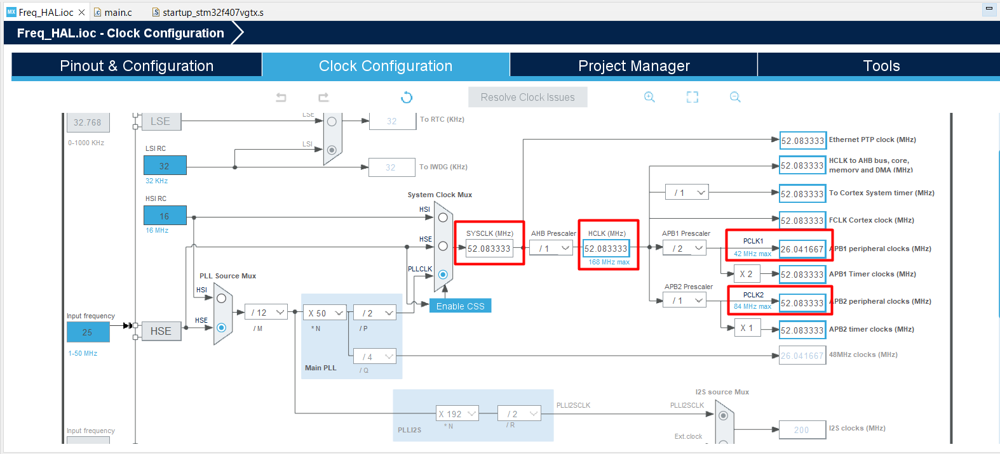 MX Freq_HAL.ioc × main.c startup_stm32f407vgtx.s
Freq_HAL.ioc - Clock Configuration
Pinout & Configuration Clock Configuration Project Manager Tools
Resolve Clock Issues
32.768
0-1000 KHz
LSE
LSE
32
To RTC (KHz)
LSI RC
32
32 KHz
LSI
32
To IWDG (KHz)
HSI RC
16
16 MHz
System Clock Mux
HSI
HSE
PLLCLK
Enable CSS
SYSCLK (MHz)
52.083333
AHB Prescaler
/ 1
HCLK (MHz)
52.083333
168 MHz max
52.083333 Ethernet PTP clock (MHz)
52.083333 HCLK to AHB bus, core,
memory and DMA (MHz)
/ 1
52.083333 To Cortex System timer (MHz)
52.083333 FCLK Cortex clock (MHz)
APB1 Prescaler
/ 2
PCLK1
42 MHz max
26.041667 APB1 peripheral clocks (MHz)
X 2
52.083333 APB1 Timer clocks (MHz)
APB2 Prescaler
/ 1
PCLK2
84 MHz max
52.083333 APB2 peripheral clocks (MHz)
X 1
52.083333 APB2 timer clocks (MHz)
26.041667 48MHz clocks (MHz)
PLL Source Mux
HSI
HSE
Input frequency
25
1-50 MHz
HSE
/ 12
/ M
X 50
* N
/ 2
/ P
/ 4
/ Q
Main PLL
X 192
* N
/ 2
/ R
PLLI2S
PLLI2SCLK
I2S source Mux
PLLI2SCLK
Ext.clock
200
I2S clocks (MHz)
Input frequency